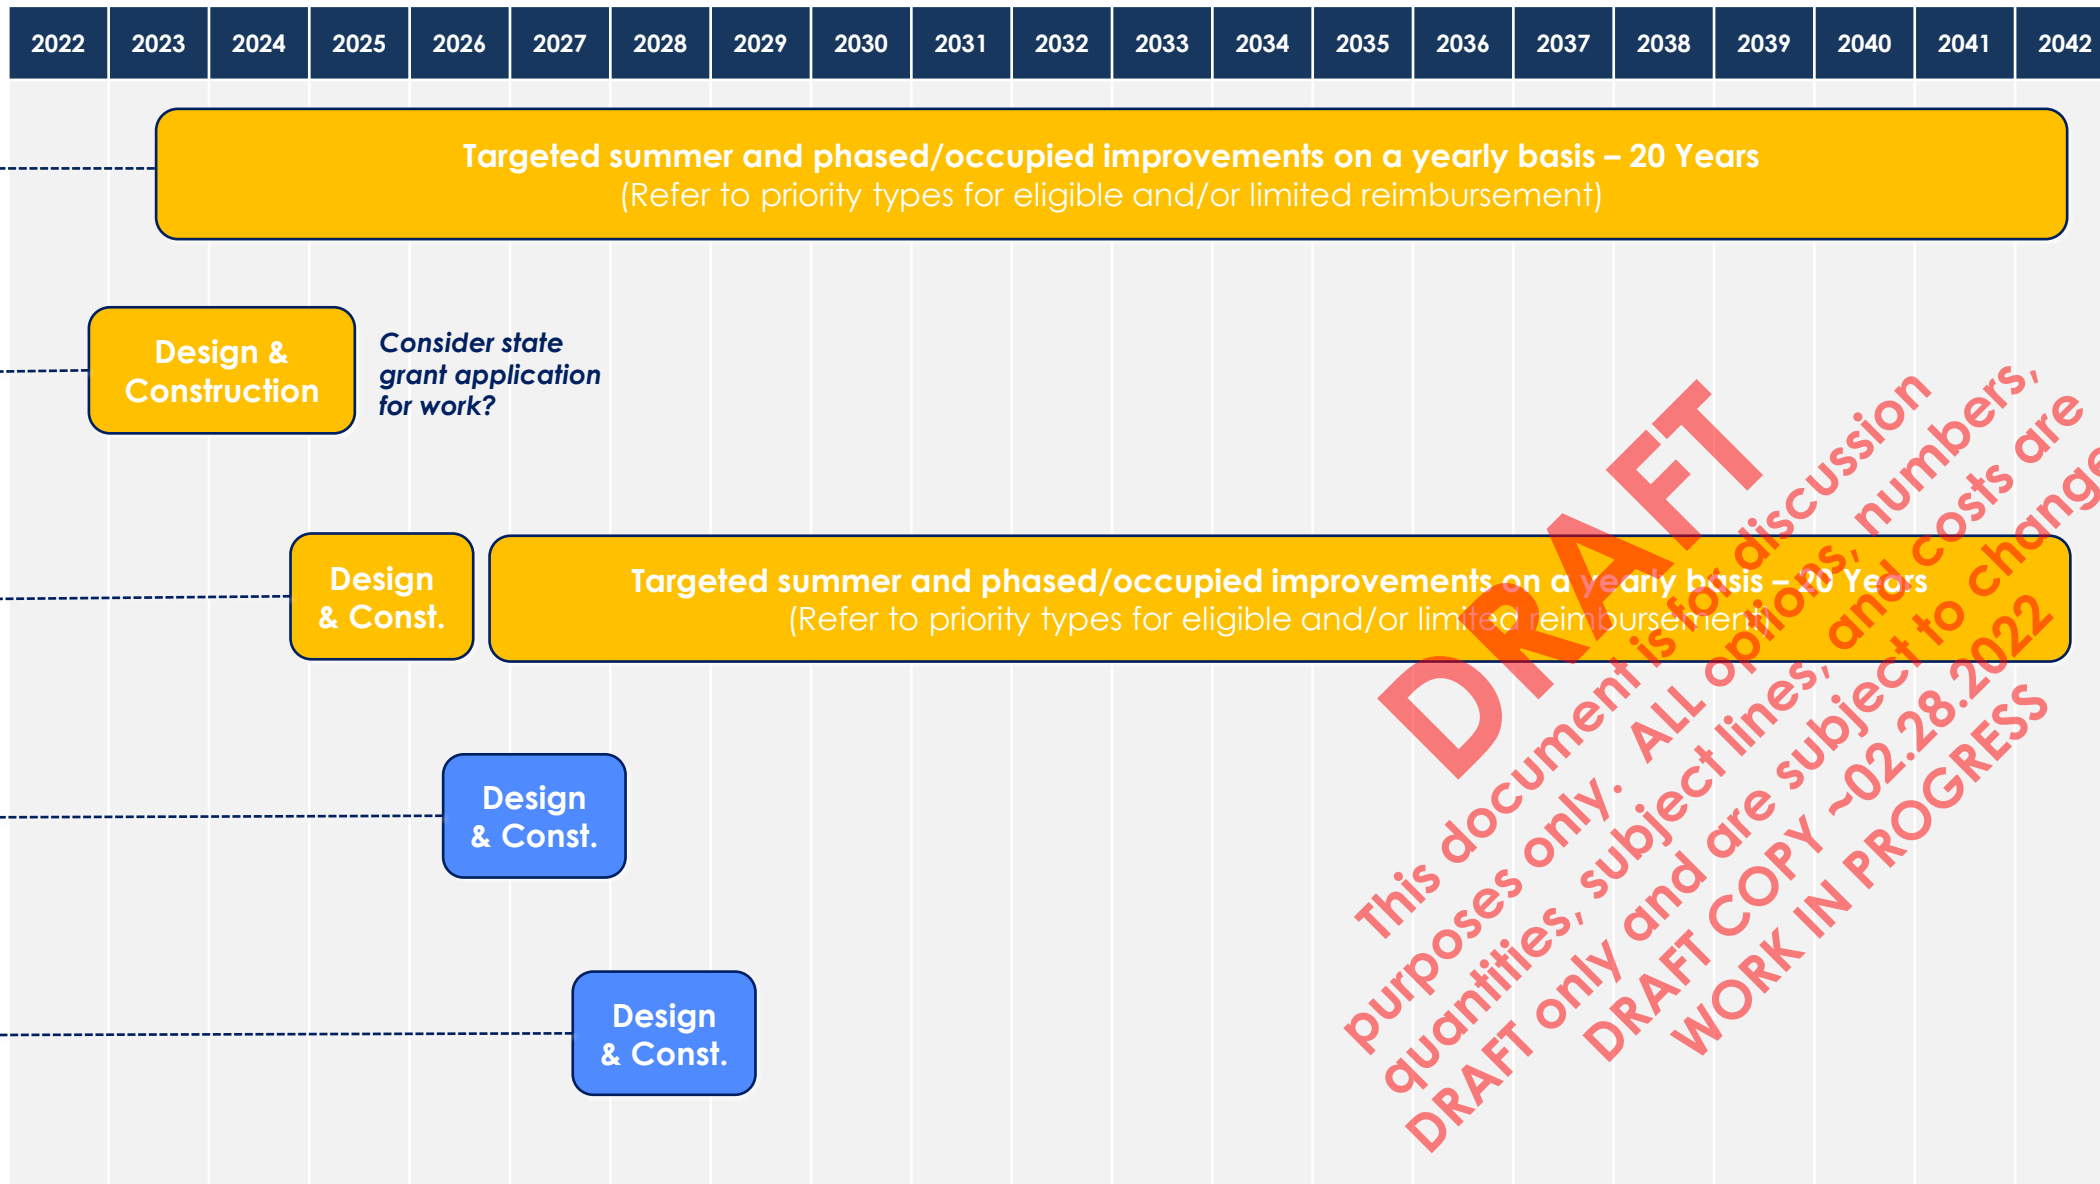 2022 2023 2024 2025 2026 2027 2028 2029 2030 2031 2032 2033 2034 2035 2036 2037 2038 2039 2040 2041 2042
Targeted summer and phased/occupied improvements on a yearly basis – 20 Years
(Refer to priority types for eligible and/or limited reimbursement)
Design &
Construction
Consider state
grant application
for work?
Design
& Const.
Targeted summer and phased/occupied improvements on a yearly basis – 20 Years
(Refer to priority types for eligible and/or limited reimbursement)
Design
& Const.
Design
& Const.
DRAFT
This document is for discussion
purposes only. ALL options, numbers,
quantities, subject lines, and costs are
DRAFT only and are subject to change
DRAFT COPY ~02.28.2022
WORK IN PROGRESS